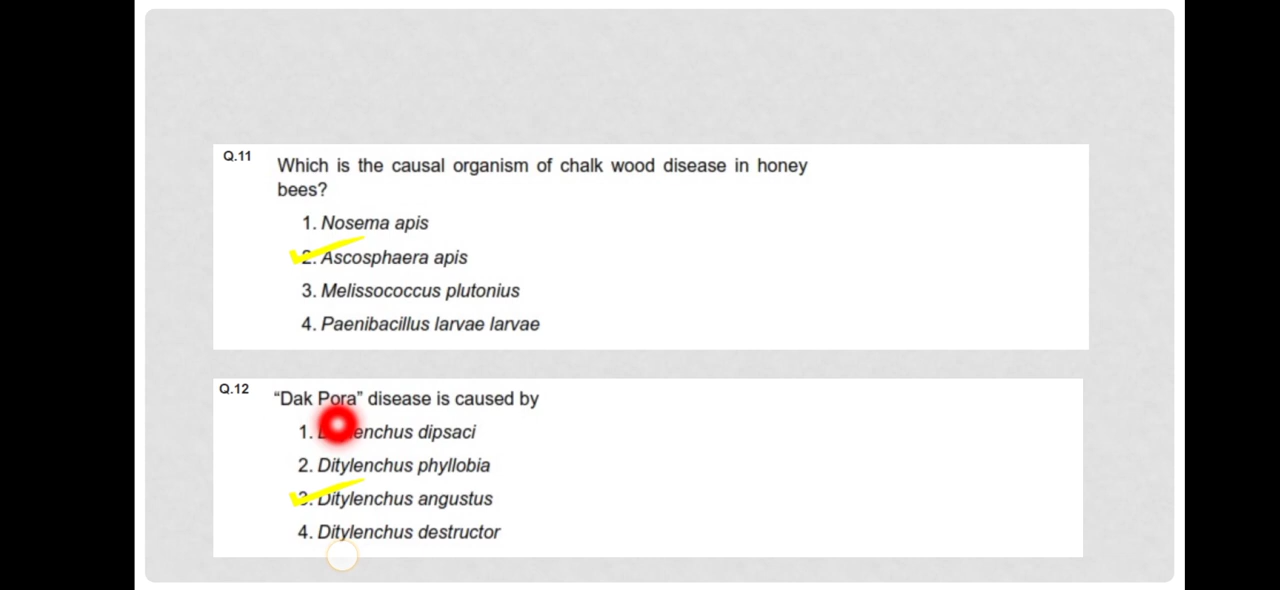 Q.11
Which is the causal organism of chalk wood disease in honey
bees?
1. Nosema apis
2. Ascosphaera apis
3. Melissococcus plutonius
4. Paenibacillus larvae larvae
Q.12
“Dak Pora” disease is caused by
1. dipsaci
2. Ditylenchus phyllobia
3. Ditylenchus angustus
4. Ditylenchus destructor